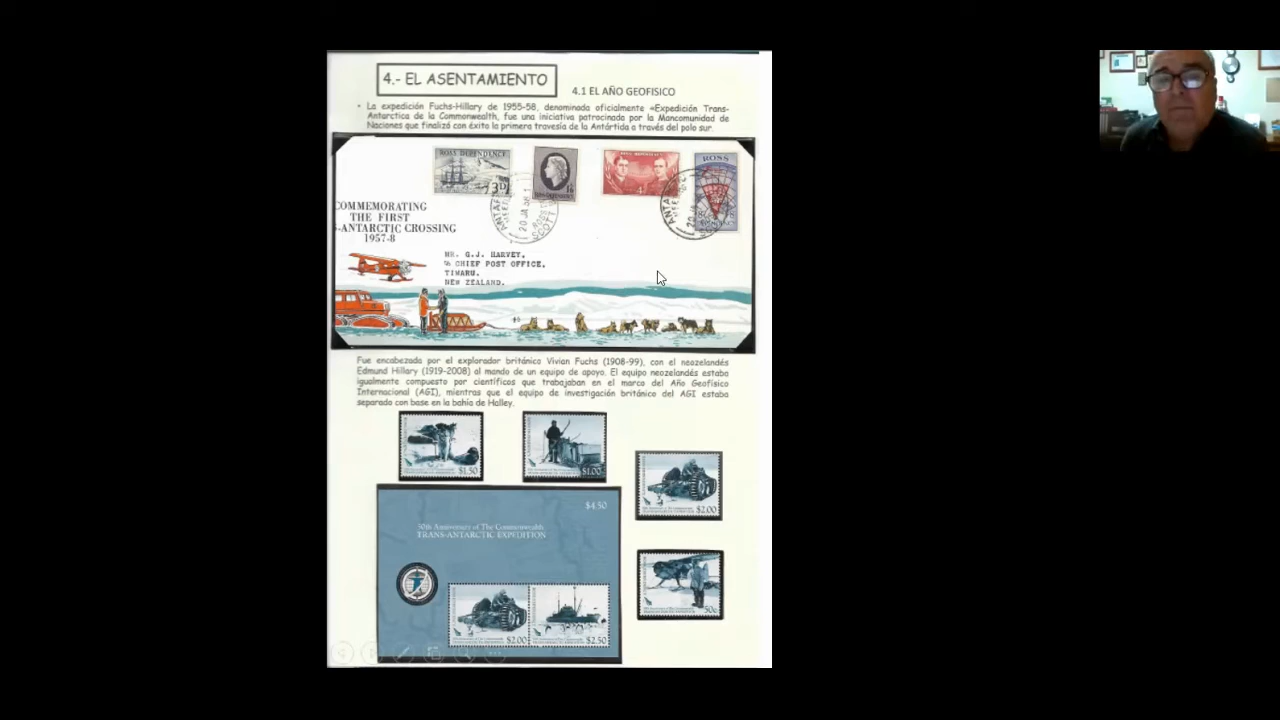 4.- EL ASENTAMIENTO
4.1 EL AÑO GEOFISICO
• La expedición Fuchs-Hillary de 1955-58, denominada oficialmente «Expedición Trans-
Antarctica de la Commonwealth, fue una iniciativa patrocinada por la Mancomunidad de
Naciones que finalizó con éxito la primera travesía de la Antártida a través del polo sur.
ROSS DEPENDENCY
3D
ROSS
COMMEMORATING
THE FIRST
-ANTARCTIC CROSSING
1957-8
20 JA 58
SCOTT
MR. G.J. HARVEY,
% CHIEF POST OFFICE,
TIMARU.
NEW ZEALAND.
Fue encabezada por el explorador británico Vivian Fuchs (1908-99), con el neozelandés
Edmund Hillary (1919-2008) al mando de un equipo de apoyo. El equipo neozelandés estaba
igualmente compuesto por científicos que trabajaban en el marco del Año Geofísico
Internacional (AGI), mientras que el equipo de investigación británico del AGI estaba
separado con base en la bahía de Halley.
$1.50
$1.00
$2.00
$4.50
50th Anniversary of The Commonwealth
TRANS-ANTARCTIC EXPEDITION
50c
$2.00
$2.50